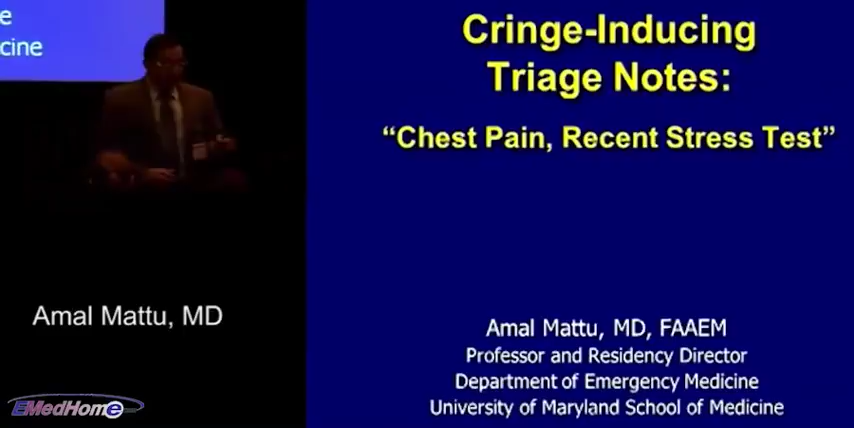 e
cine
Cringe-Inducing
Triage Notes:
“Chest Pain, Recent Stress Test”
Amal Mattu, MD
Amal Mattu, MD, FAAEM
Professor and Residency Director
Department of Emergency Medicine
University of Maryland School of Medicine
EMedHome